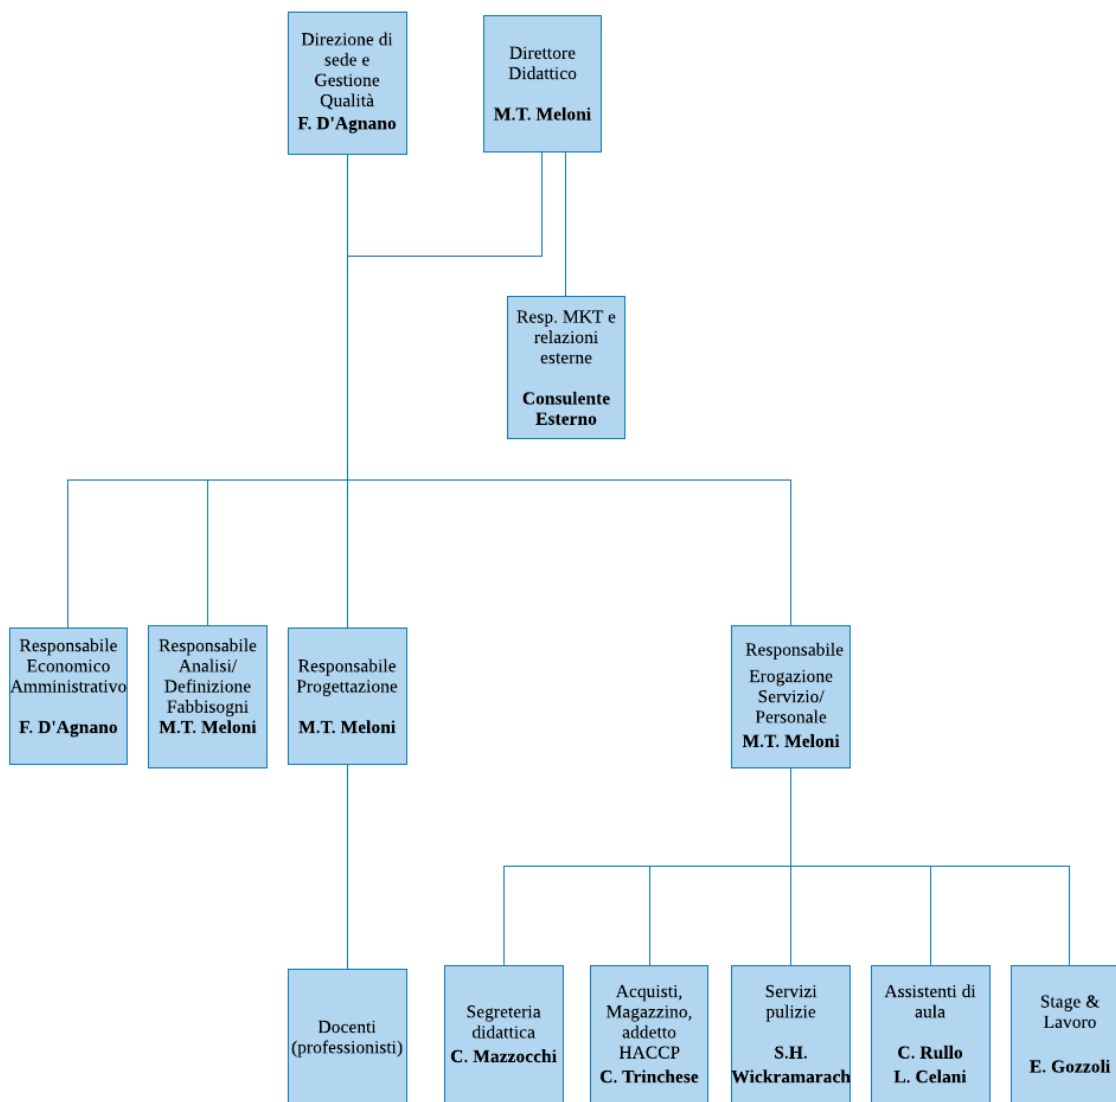 Direzione di
sede e
Gestione
Qualità
F. D'Agnano
Direttore
Didattico
M.T. Meloni
Resp. MKT e
relazioni
esterne
Consulente
Esterno
Responsabile
Economico
Amministrativo
F. D'Agnano
Responsabile
Analisi/
Definizione
Fabbisogni
M.T. Meloni
Responsabile
Progettazione
M.T. Meloni
Responsabile
Erogazione
Servizio/
Personale
M.T. Meloni
Docenti
(professionisti)
Segreteria
didattica
C. Mazzocchi
Acquisti,
Magazzino,
addetto
HACCP
C. Trinchese
Servizi
pulizie
S.H.
Wickramarach
Assistenti di
aula
C. Rullo
L. Celani
Stage &
Lavoro
E. Gozzoli